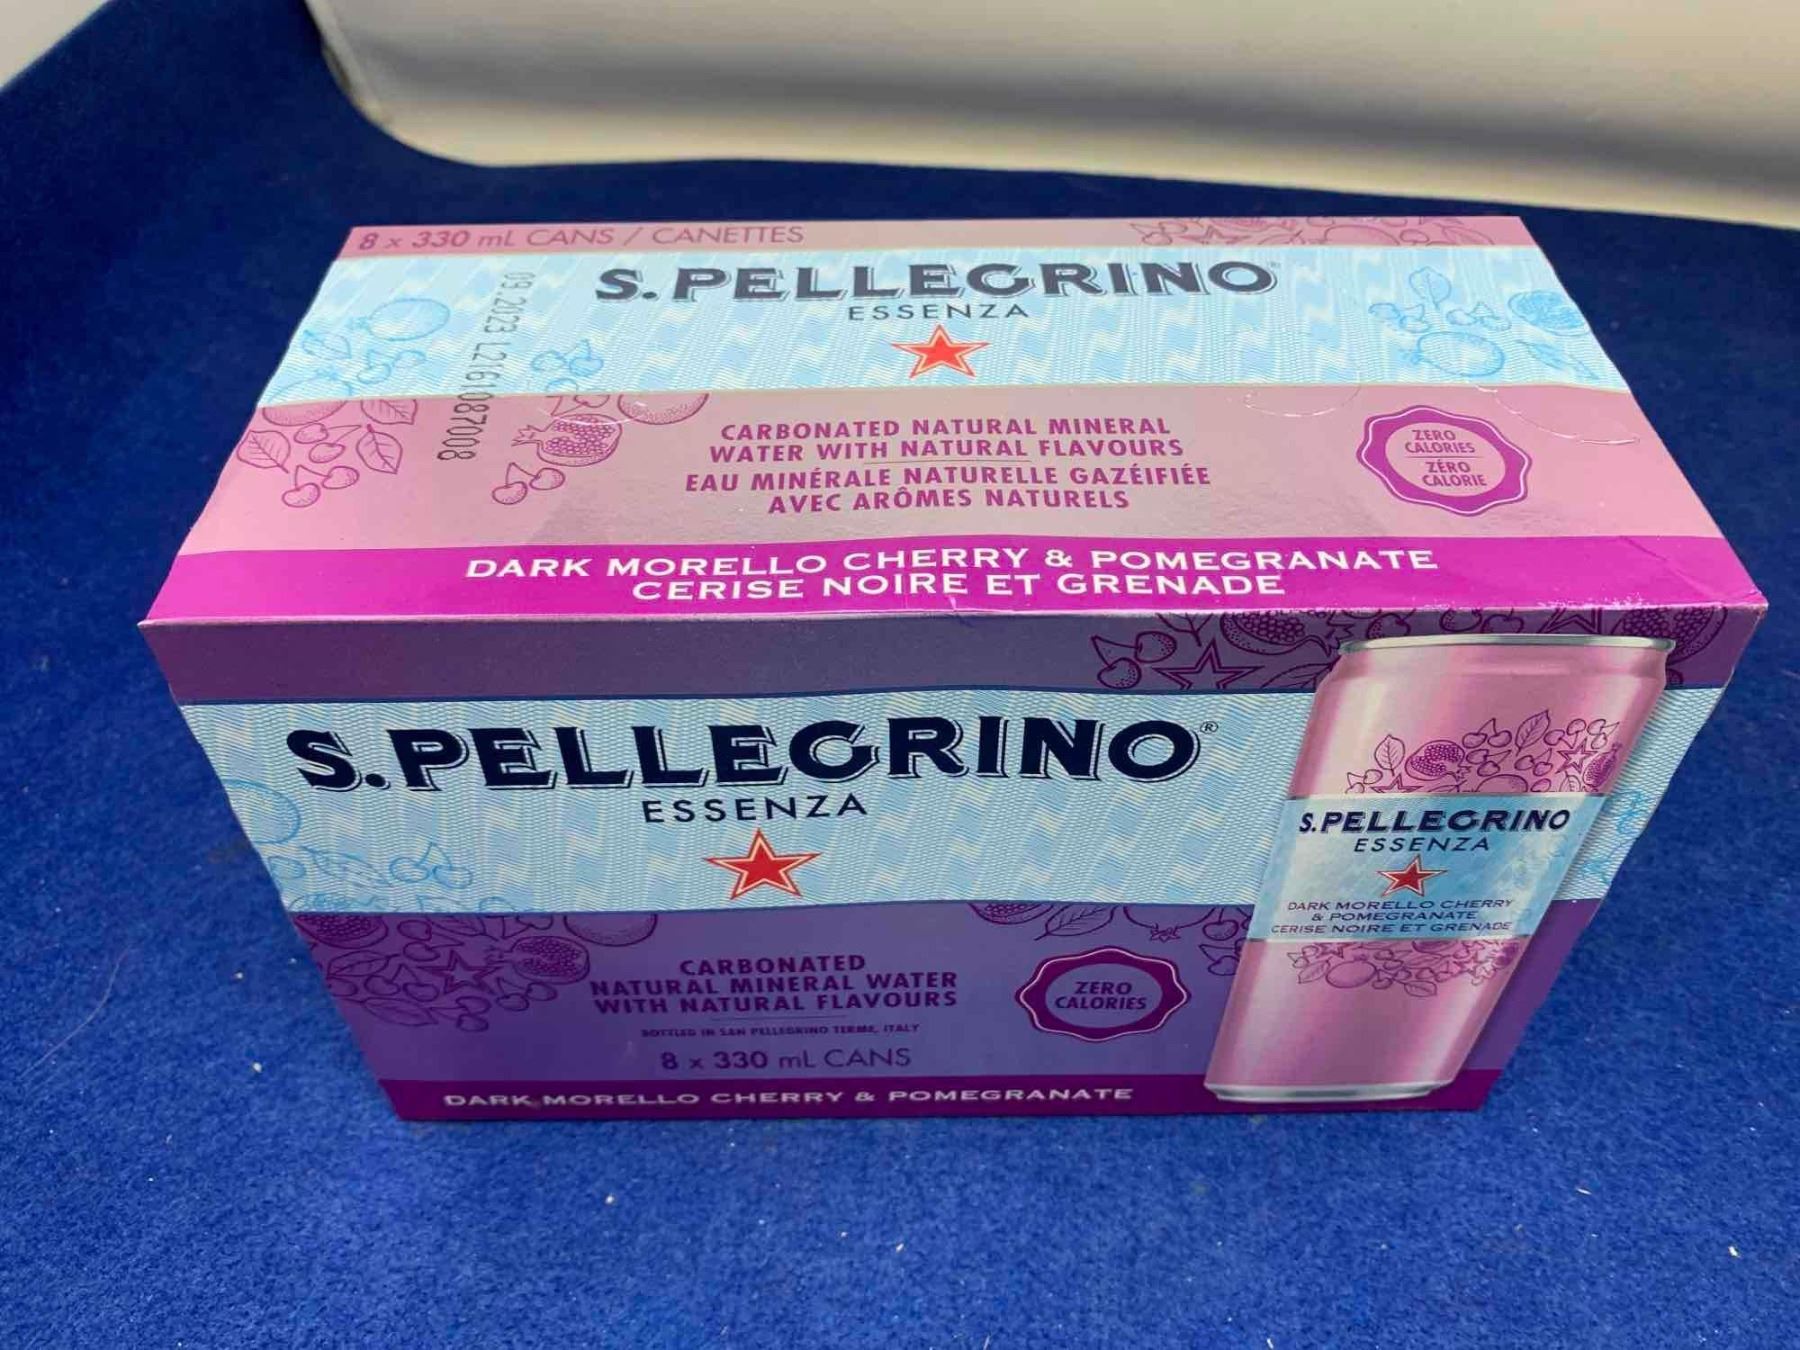 8 x 330 mL CANS / CANETTES
S.PELLEGRINO
ESSENZA
09.2023 L2161087008
CARBONATED NATURAL MINERAL
WATER WITH NATURAL FLAVOURS
EAU MINÉRALE NATURELLE GAZÉIFIÉE
AVEC ARÔMES NATURELS
ZERO
CALORIES
ZÉRO
CALORIE
DARK MORELLO CHERRY & POMEGRANATE
CERISE NOIRE ET GRENADE
S.PELLEGRINO®
ESSENZA
CARBONATED
NATURAL MINERAL WATER
WITH NATURAL FLAVOURS
BOTTLED IN SAN PELLEGRINO TERME, ITALY
8 x 330 mL CANS
ZERO
CALORIES
DARK MORELLO CHERRY & POMEGRANATE
S.PELLEGRINO
ESSENZA
DARK MORELLO CHERRY
& POMEGRANATE
CERISE NOIRE ET GRENADE